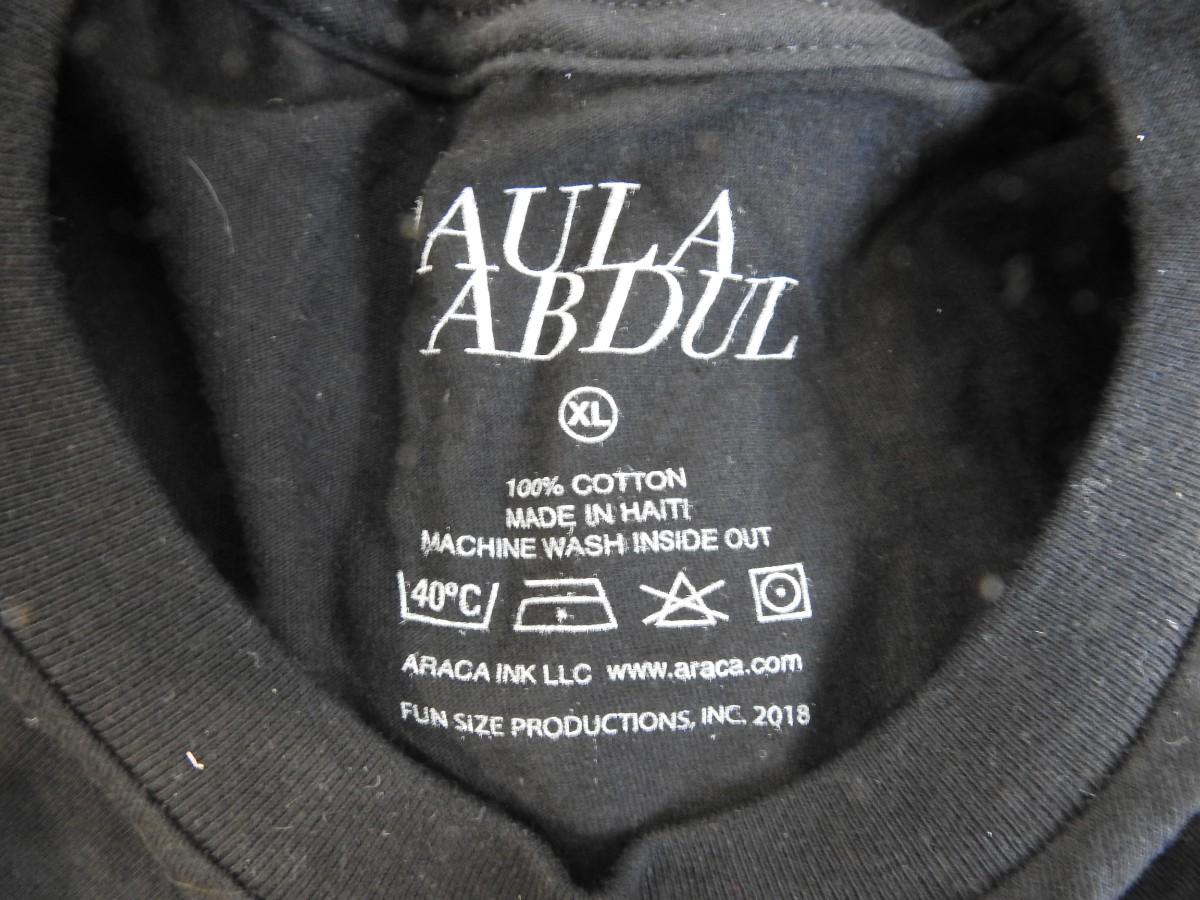 AULA
ABDUL
XL
100% COTTON
MADE IN HAITI
MACHINE WASH INSIDE OUT
40°C
ARACA INK LLC www.araca.com
FUN SIZE PRODUCTIONS, INC. 2018